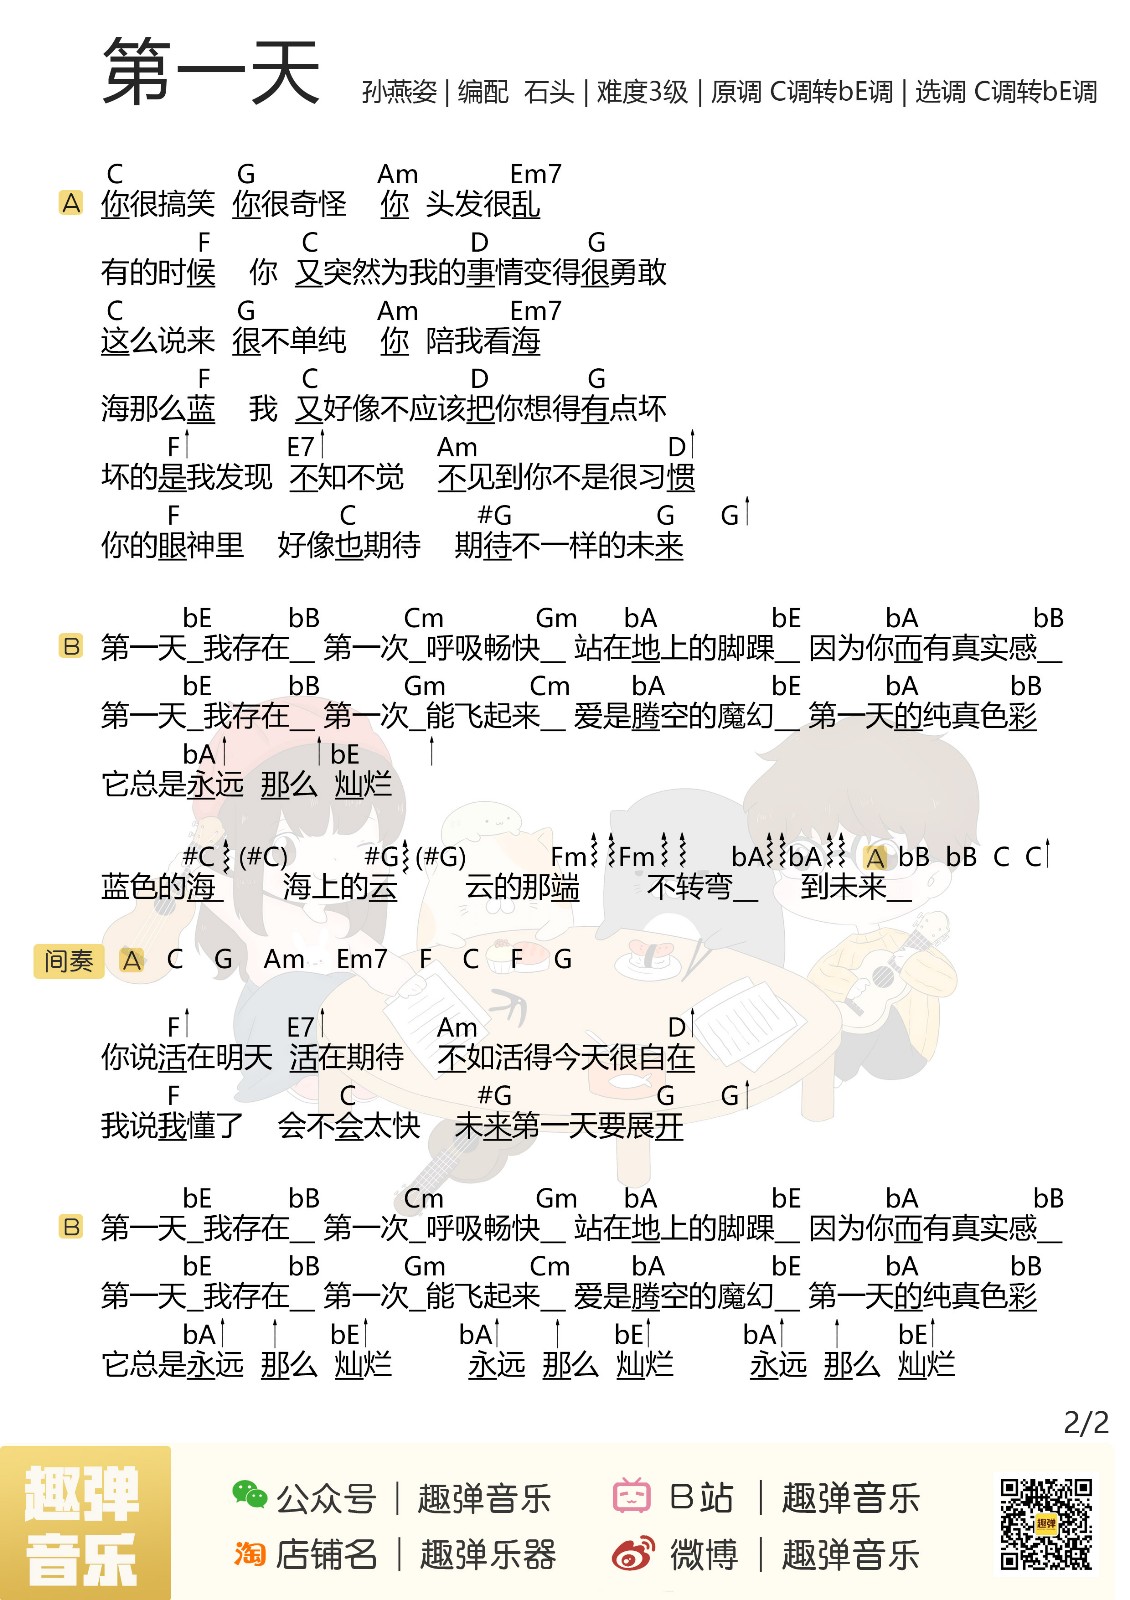 第一天 孙燕姿 | 编配 石头 | 难度3级 | 原调 C调转bE调 | 选调 C调转bE调
C G Am Em7
A 你很搞笑 你很奇怪 你 头发很乱
F C D G
有的时候 你 又突然为我的事情变得很勇敢
C G Am Em7
这么说来 很不单纯 你 陪我看海
F C D G
海那么蓝 我 又好像不应该把你想得有点坏
F E7 Am D
坏的是我发现 不知不觉 不见到你不是很习惯
F C #G G G
你的眼神里 好像也期待 期待不一样的未来
bE bB Cm Gm bA bE bA bB
B 第一天_我存在__ 第一次_呼吸畅快__ 站在地上的脚踝__ 因为你而有真实感__
bE bB Gm Cm bA bE bA bB
第一天_我存在__ 第一次_能飞起来__ 爱是腾空的魔幻__ 第一天的纯真色彩
bA bE
它总是永远 那么 灿烂
#C (#C) #G (#G) Fm Fm bA bA A bB bB C C
蓝色的海_ 海上的云 云的那端 不转弯__ 到未来__
间奏 A C G Am Em7 F C F G
F E7 Am D
你说活在明天 活在期待 不如活得今天很自在
F C #G G G
我说我懂了 会不会太快 未来第一天要展开
bE bB Cm Gm bA bE bA bB
B 第一天_我存在__ 第一次_呼吸畅快__ 站在地上的脚踝__ 因为你而有真实感__
bE bB Gm Cm bA bE bA bB
第一天_我存在__ 第一次_能飞起来__ 爱是腾空的魔幻__ 第一天的纯真色彩
bA bE bA bE bA bE
它总是永远 那么 灿烂 永远 那么 灿烂 永远 那么 灿烂
2/2
趣弹
音乐
公众号 | 趣弹音乐 B站 | 趣弹音乐
淘 店铺名 | 趣弹乐器 微博 | 趣弹音乐
趣弹